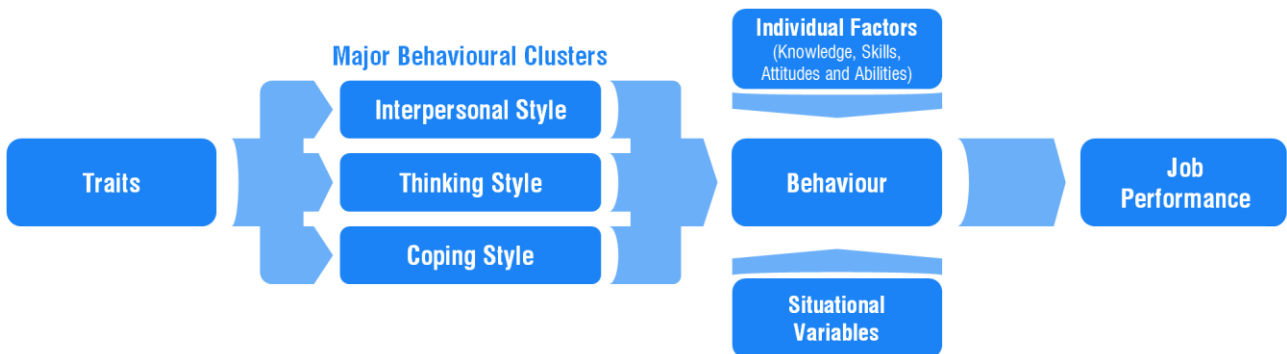 Traits
Major Behavioural Clusters
Interpersonal Style
Thinking Style
Coping Style
Individual Factors
(Knowledge, Skills,
Attitudes and Abilities)
Behaviour
Situational
Variables
Job
Performance